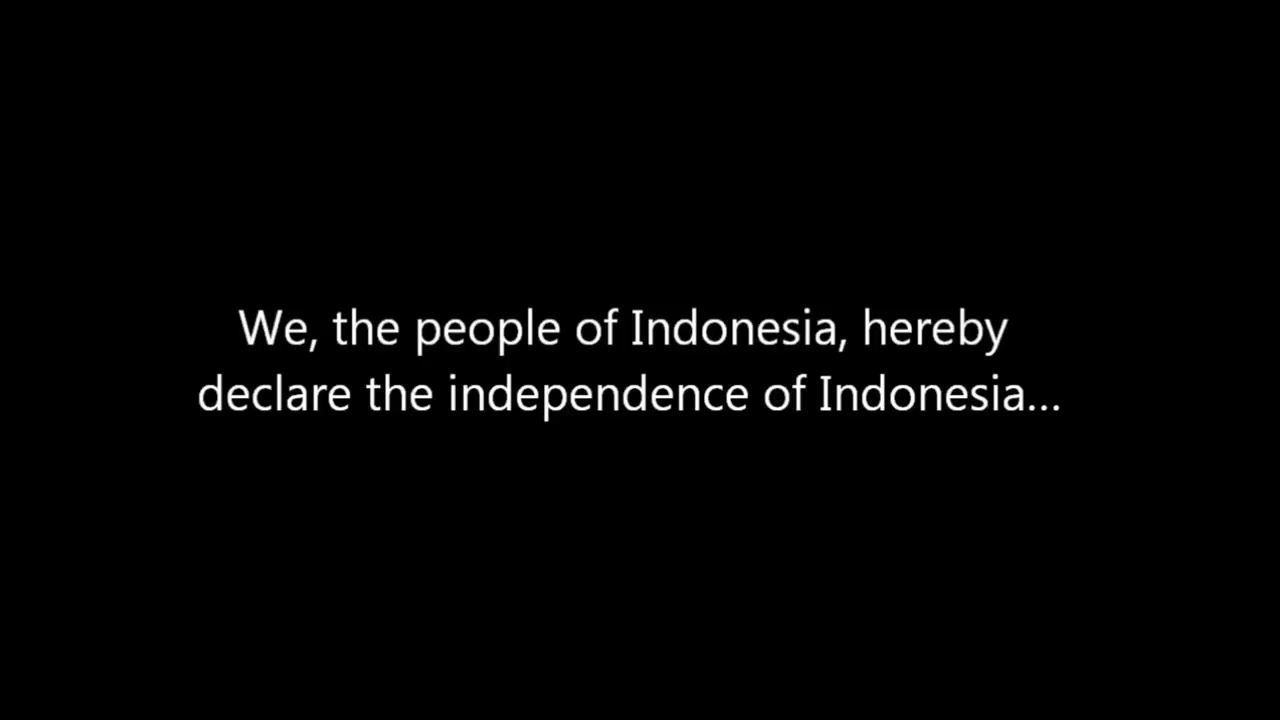 We, the people of Indonesia, hereby
declare the independence of Indonesia...